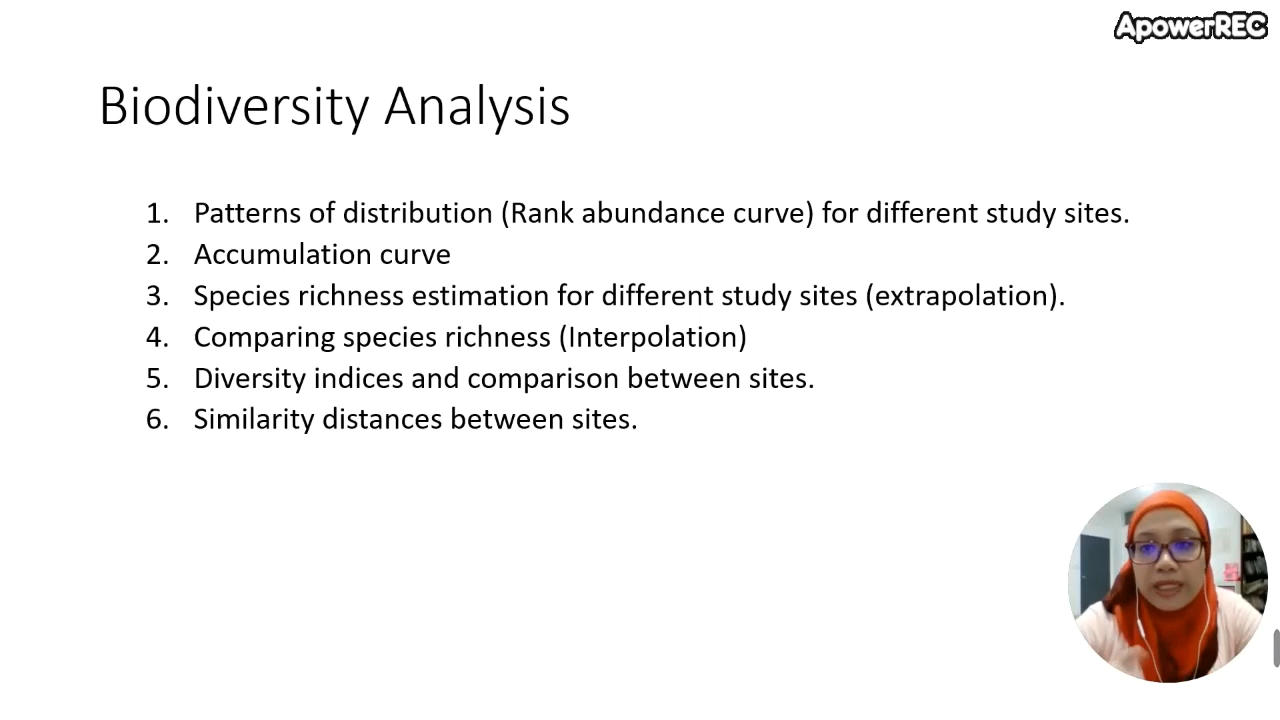 ApowerREC
Biodiversity Analysis
1. Patterns of distribution (Rank abundance curve) for different study sites.
2. Accumulation curve
3. Species richness estimation for different study sites (extrapolation).
4. Comparing species richness (Interpolation)
5. Diversity indices and comparison between sites.
6. Similarity distances between sites.